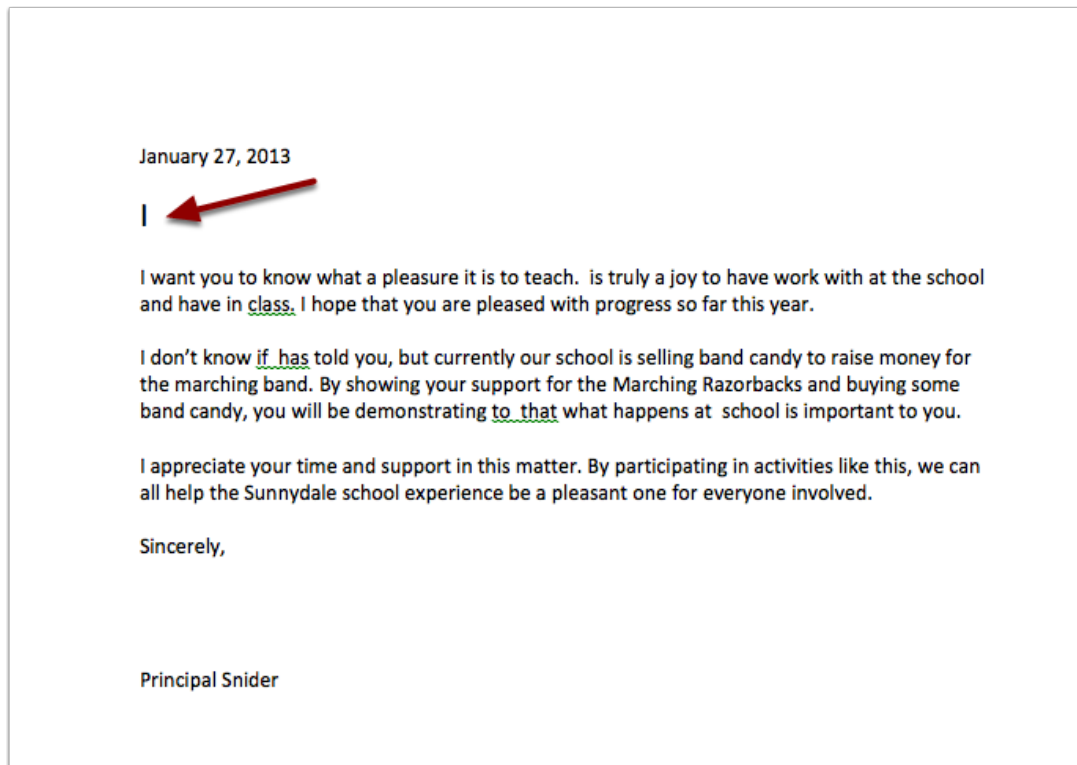 January 27, 2013
I want you to know what a pleasure it is to teach.  is truly a joy to have work with at the school
and have in class. I hope that you are pleased with progress so far this year.
I don’t know if  has told you, but currently our school is selling band candy to raise money for
the marching band. By showing your support for the Marching Razorbacks and buying some
band candy, you will be demonstrating to  that what happens at  school is important to you.
I appreciate your time and support in this matter. By participating in activities like this, we can
all help the Sunnydale school experience be a pleasant one for everyone involved.
Sincerely,
Principal Snider